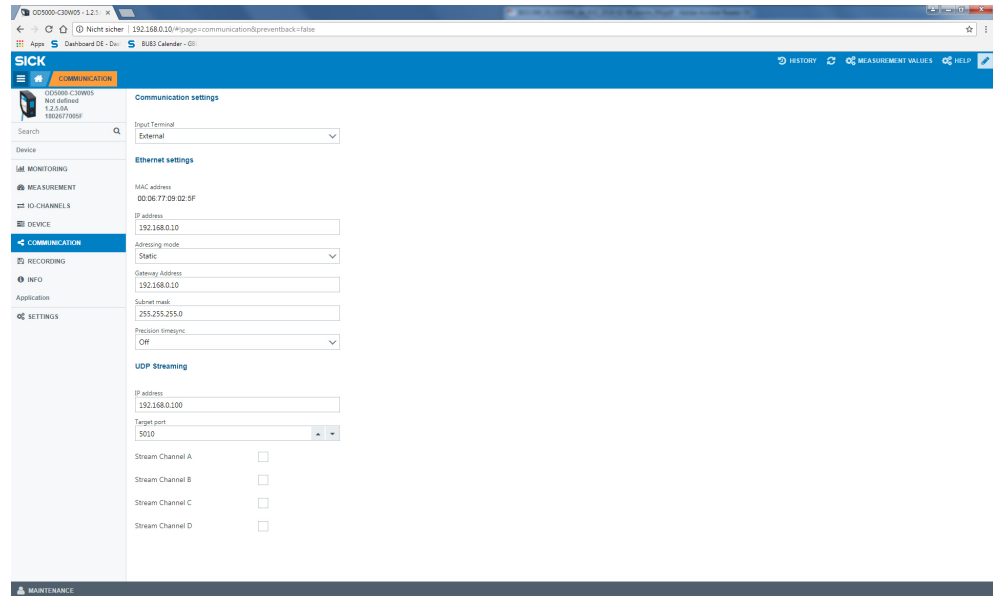 OD5000-C30W05 - 1.2.5
Nicht sicher | 192.168.0.10/#!page=communication&preventback=false
Apps Dashboard DE - Da BU83 Calender - GB
SICK
HISTORY MEASUREMENT VALUES HELP
COMMUNICATION
OD5000-C30W05
Not defined
1.2.5.0A
1802677005F
Search
Device
MONITORING
MEASUREMENT
IO-CHANNELS
DEVICE
COMMUNICATION
RECORDING
INFO
Application
SETTINGS
Communication settings
Input Terminal
External
Ethernet settings
MAC address
00:06:77:09:02:5F
IP address
192.168.0.10
Adressing mode
Static
Gateway Address
192.168.0.10
Subnet mask
255.255.255.0
Precision timesync
Off
UDP Streaming
IP address
192.168.0.100
Target port
5010
Stream Channel A
Stream Channel B
Stream Channel C
Stream Channel D
MAINTENANCE